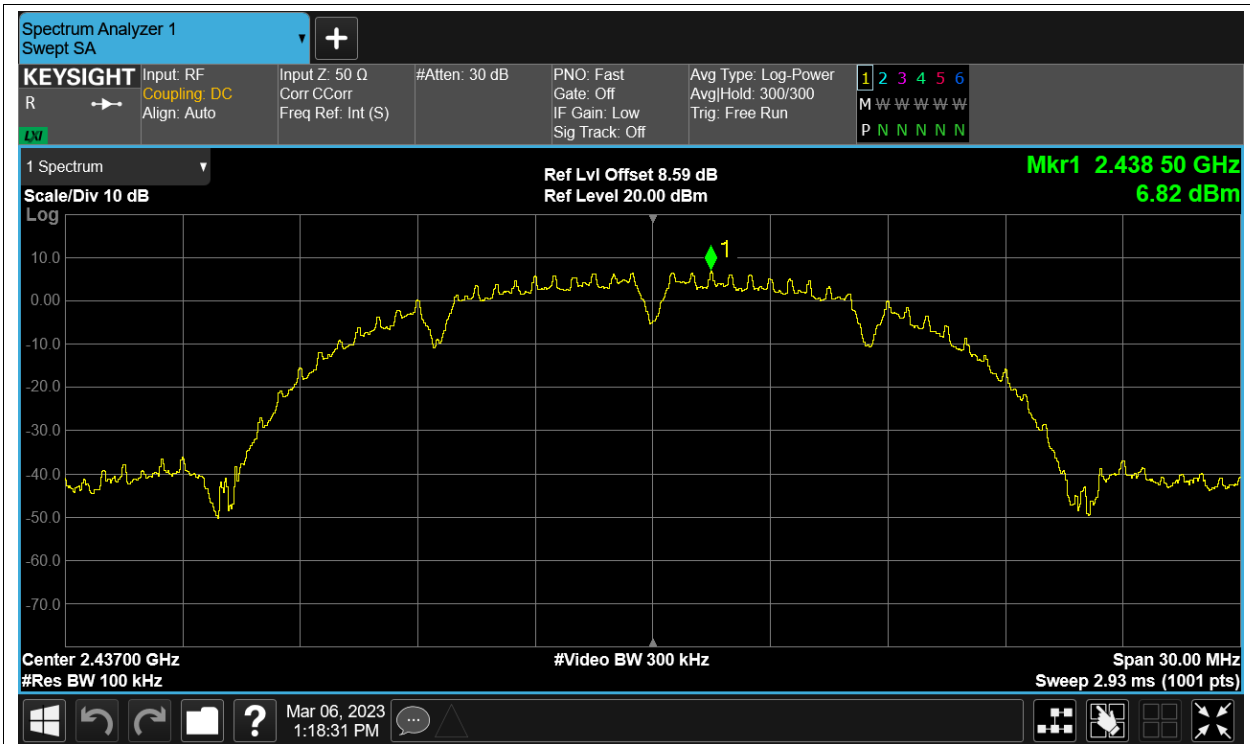 Spectrum Analyzer 1
Swept SA
KEYSIGHT Input: RF Input Z: 50 Ω #Atten: 30 dB PNO: Fast Avg Type: Log-Power 1 2 3 4 5 6
R Coupling: DC Corr CCorr Gate: Off Avg|Hold: 300/300 M W W W W W W
Align: Auto Freq Ref: Int (S) IF Gain: Low Trig: Free Run
LXI Sig Track: Off P N N N N N
1 Spectrum
Ref Lvl Offset 8.59 dB
Mkr1 2.438 50 GHz
Scale/Div 10 dB
Ref Level 20.00 dBm
6.82 dBm
Log
1
10.0
0.00
-10.0
-20.0
-30.0
-40.0
-50.0
-60.0
-70.0
Center 2.43700 GHz #Video BW 300 kHz Span 30.00 MHz
#Res BW 100 kHz Sweep 2.93 ms (1001 pts)
? Mar 06, 2023
1:18:31 PM